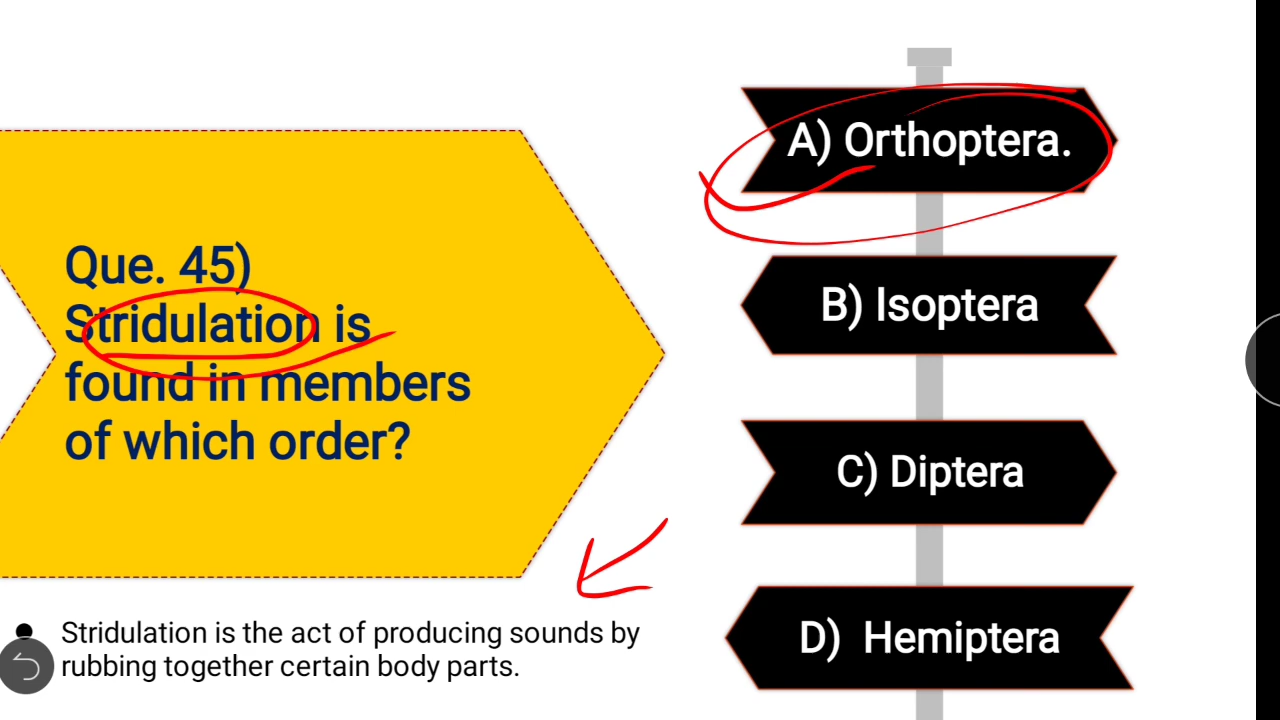 Que. 45)
Stridulation is
found in members
of which order?
A) Orthoptera.
B) Isoptera
C) Diptera
D) Hemiptera
Stridulation is the act of producing sounds by
rubbing together certain body parts.